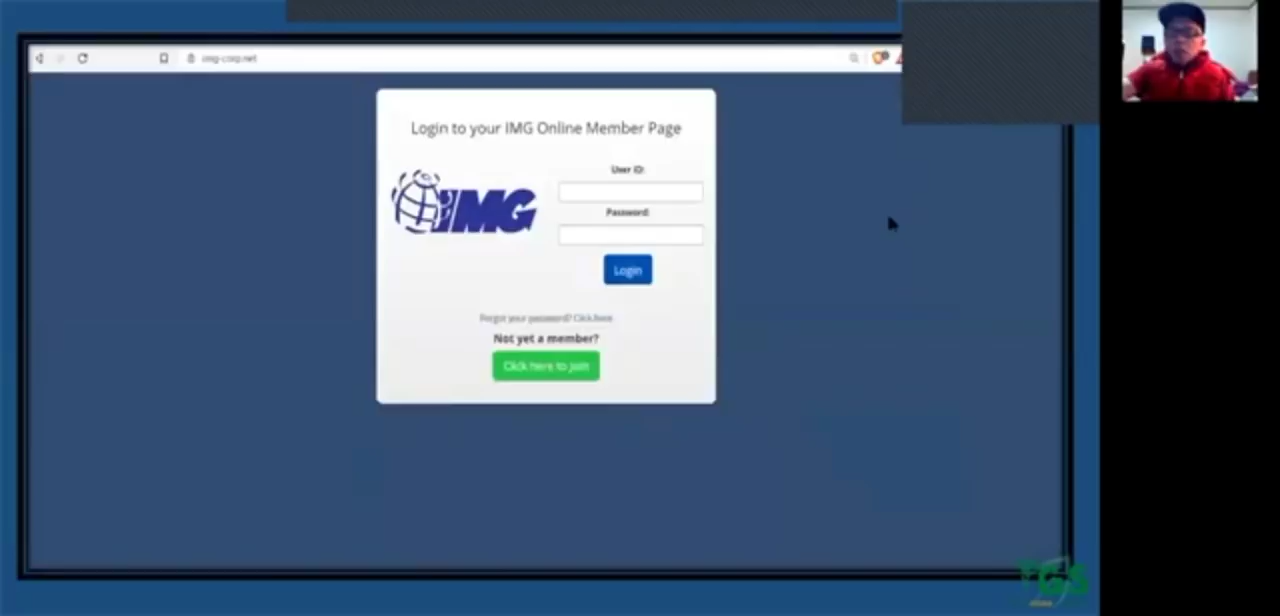 img-corp.net
Login to your IMG Online Member Page
User ID:
IMG
Password:
Login
Forgot your password? Click here
Not yet a member?
Click here to Join
TGS